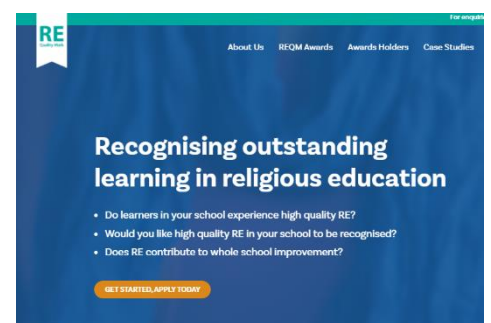 For enquiri
RE
Quality Mark
About Us REQM Awards Awards Holders Case Studies
Recognising outstanding
learning in religious education
• Do learners in your school experience high quality RE?
• Would you like high quality RE in your school to be recognised?
• Does RE contribute to whole school improvement?
GET STARTED, APPLY TODAY